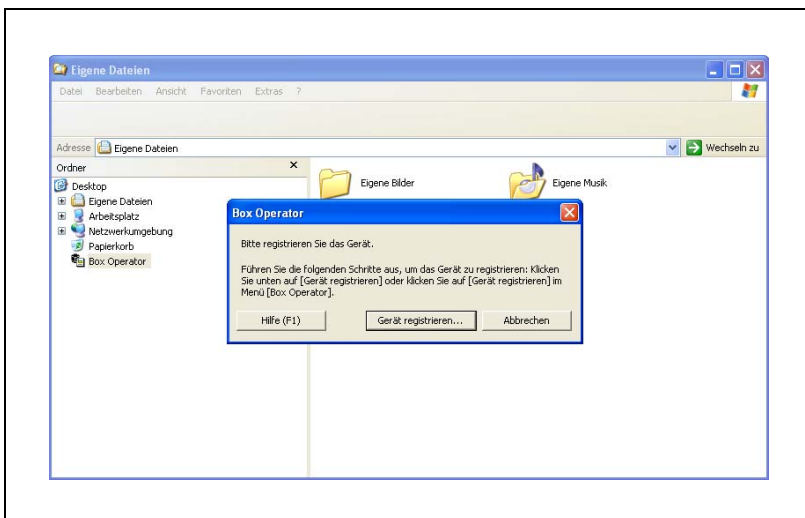 Eigene Dateien
Datei Bearbeiten Ansicht Favoriten Extras ?
Adresse Eigene Dateien Wechseln zu
Ordner
Desktop
Eigene Dateien
Arbeitsplatz
Netzwerkumgebung
Papierkorb
Box Operator
Eigene Bilder
Eigene Musik
Box Operator
Bitte registrieren Sie das Gerät.
Führen Sie die folgenden Schritte aus, um das Gerät zu registrieren: Klicken
Sie unten auf [Gerät registrieren] oder klicken Sie auf [Gerät registrieren] im
Menü [Box Operator].
Hilfe (F1) Gerät registrieren... Abbrechen